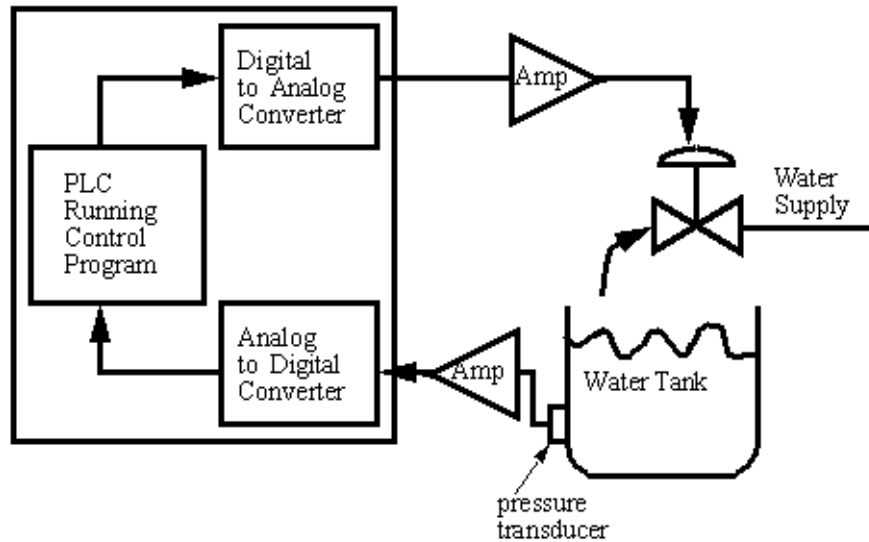 Digital
to Analog
Converter
Amp
PLC
Running
Control
Program
Water
Supply
Analog
to Digital
Converter
Amp
Water Tank
pressure
transducer